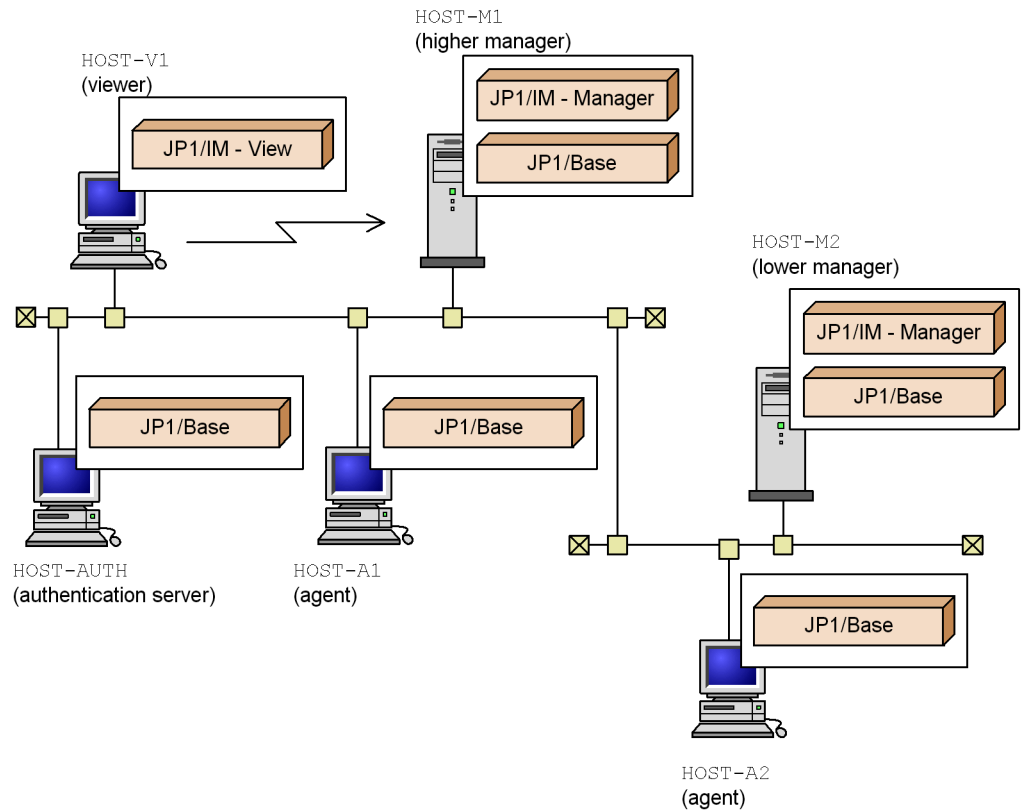 HOST-M1
(higher manager)
JP1/IM - Manager
JP1/Base
HOST-V1
(viewer)
JP1/IM - View
HOST-M2
(lower manager)
JP1/IM - Manager
JP1/Base
JP1/Base
HOST-AUTH
(authentication server)
JP1/Base
HOST-A1
(agent)
JP1/Base
HOST-A2
(agent)